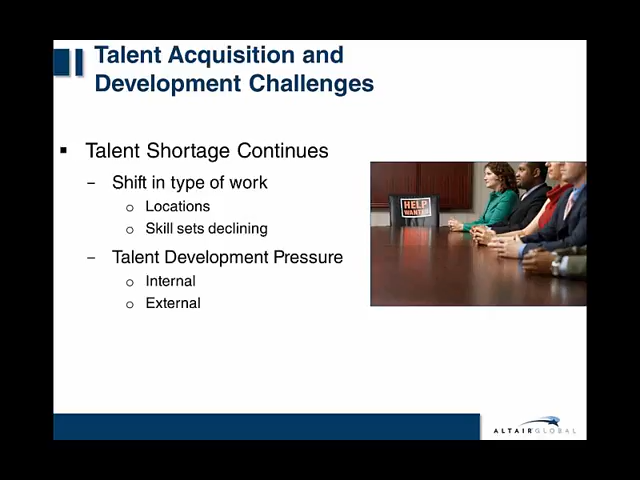 Talent Acquisition and
Development Challenges
▪ Talent Shortage Continues
– Shift in type of work
o Locations
o Skill sets declining
– Talent Development Pressure
o Internal
o External
HELP
WANTED
ALTAIR GLOBAL